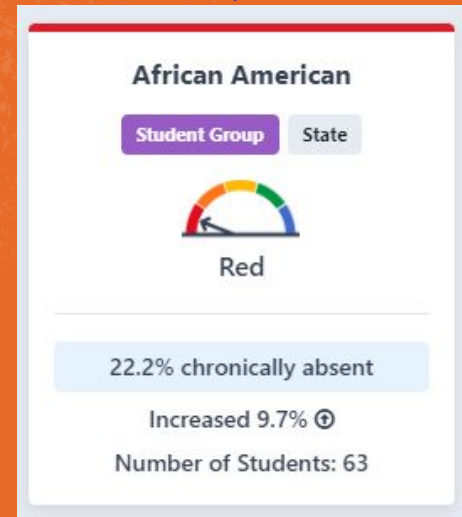 African American
Student Group State
Red
22.2% chronically absent
Increased 9.7%
Number of Students: 63